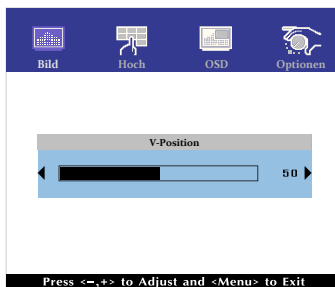 Bild Hoch OSD Optionen
V-Position
50
Press <–,+> to Adjust and <Menu> to Exit